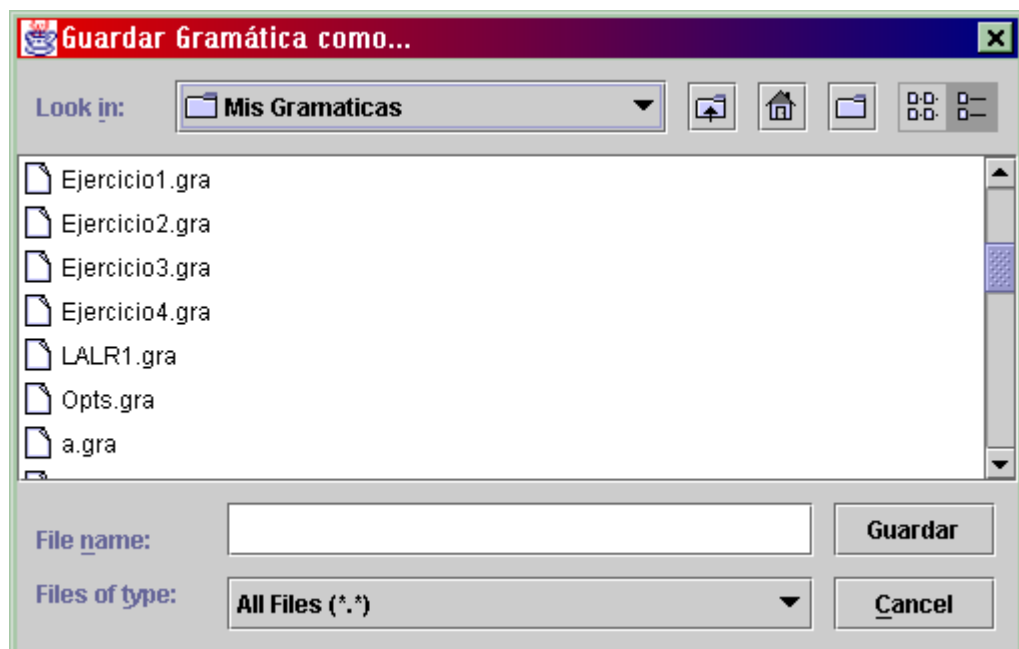 Guardar Gramática como...
Look in: Mis Gramaticas
Ejercicio1.gra
Ejercicio2.gra
Ejercicio3.gra
Ejercicio4.gra
LALR1.gra
Opts.gra
a.gra
File name: Guardar
Files of type: All Files (*.*) Cancel